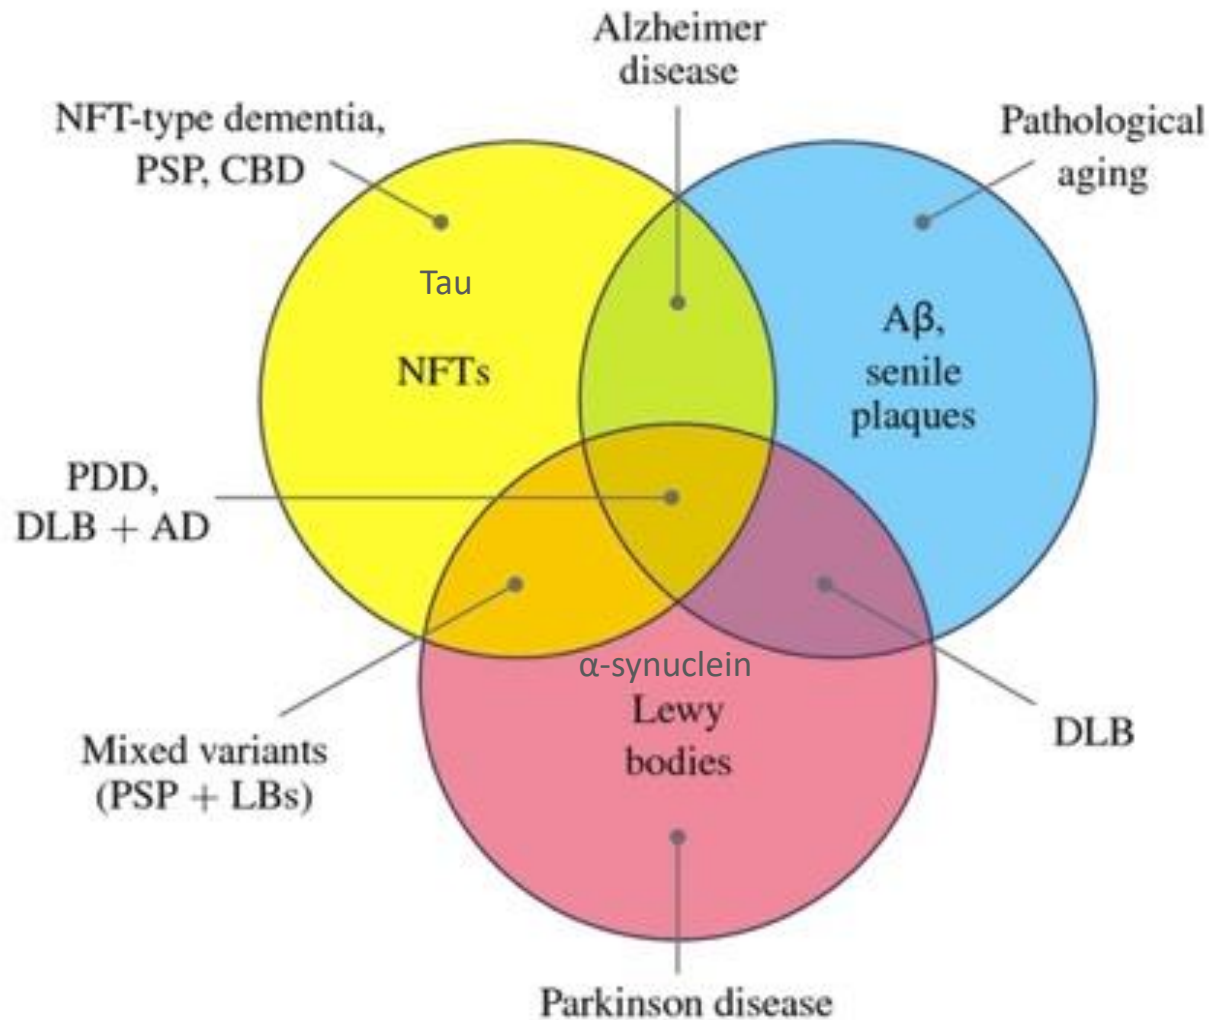 Alzheimer
disease
NFT-type dementia,
PSP, CBD
Pathological
aging
Tau
NFTs
Aβ,
senile
plaques
PDD,
DLB + AD
α-synuclein
Lewy
bodies
Mixed variants
(PSP + LBs)
DLB
Parkinson disease